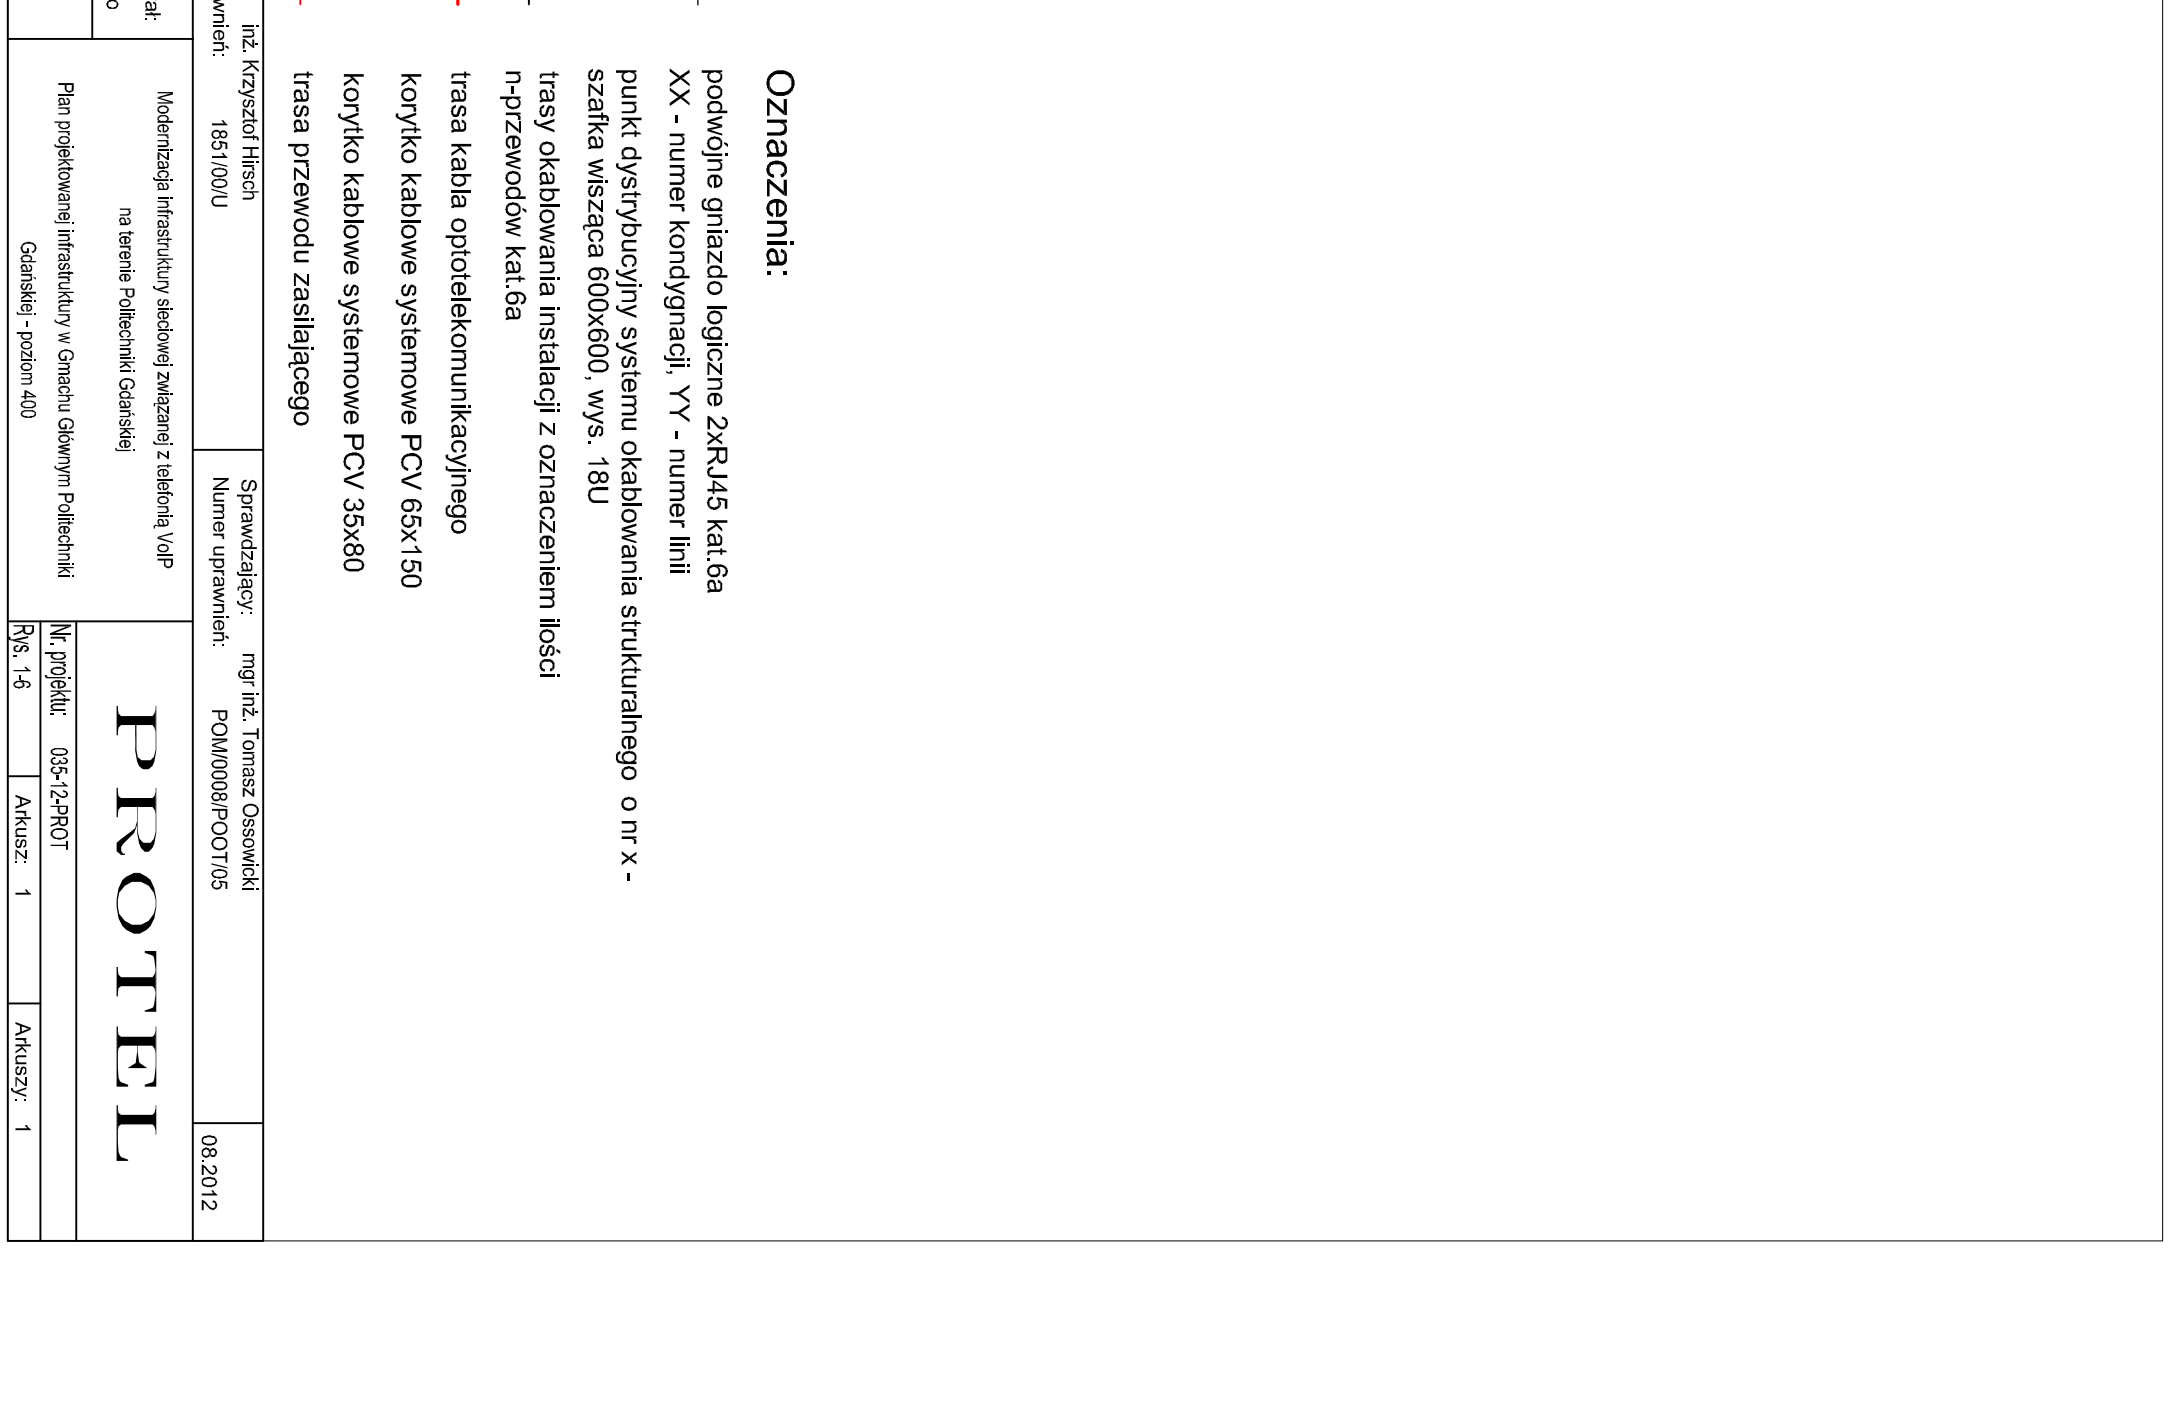 Oznaczenia:
podwójne gniazdo logiczne 2xRJ45 kat.6a
XX - numer kondygnacji, YY - numer linii
punkt dystrybucyjny systemu okablowania strukturalnego o nr x -
szafka wisząca 600x600, wys. 18U
trasy okablowania instalacji z oznaczeniem ilości
n-przewodów kat.6a
trasa kabla optotelekomunikacyjnego
korytko kablowe systemowe PCV 65x150
korytko kablowe systemowe PCV 35x80
trasa przewodu zasilającego
inż. Krzysztof Hirsch
wnień: 1851/00/U
Sprawdzający: mgr inż. Tomasz Ossowicki
Numer uprawnień: POM/0008/POOT/05
08.2012
ał:
o
Modernizacja infrastruktury sieciowej związanej z telefonią VoIP
na terenie Politechniki Gdańskiej
Plan projektowanej infrastruktury w Gmachu Głównym Politechniki
Gdańskiej - poziom 400
PROTEL
Nr. projektu: 035-12-PROT
Rys. 1-6
Arkusz: 1
Arkuszy: 1